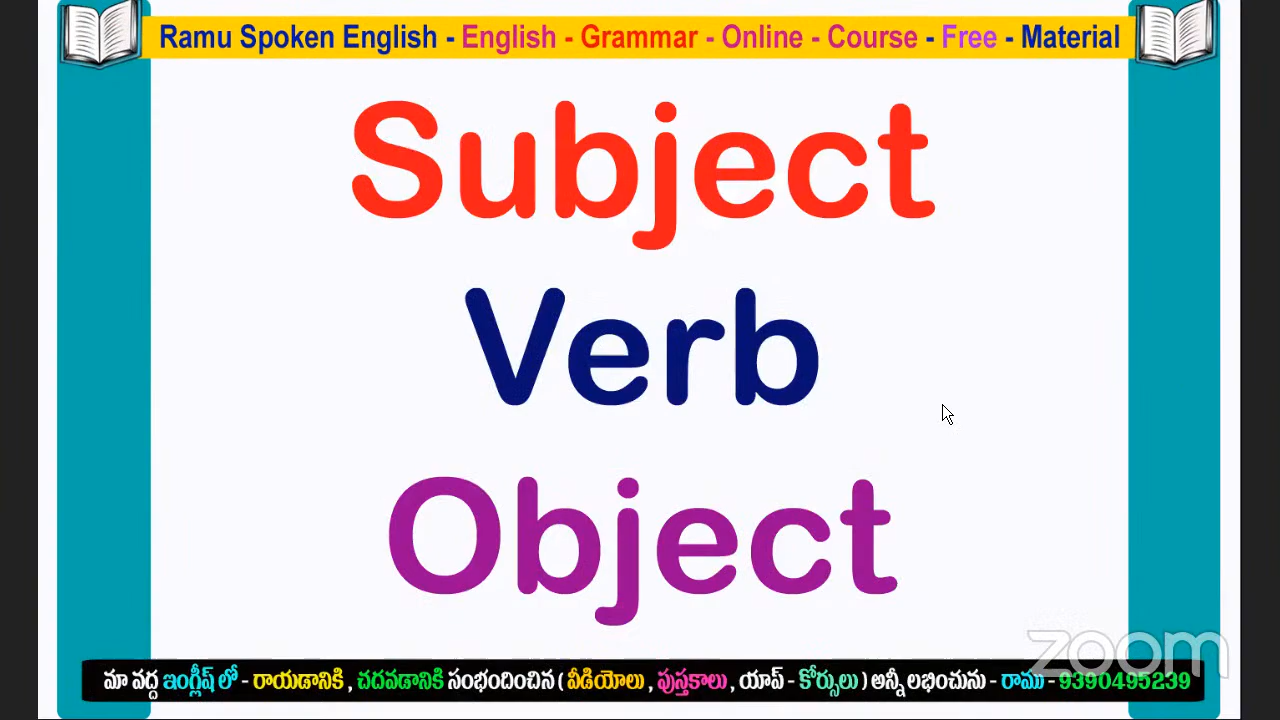 Ramu Spoken English - English - Grammar - Online - Course - Free - Material
Subject
Verb
Object
zoom
మా వద్ద ఇంగ్లీష్ లో - రాయడానికి , చదవడానికి సంభందించిన ( వీడియోలు , పుస్తకాలు , యాప్ - కోర్సులు ) అన్నీ లభించును - రాము - 9390495239